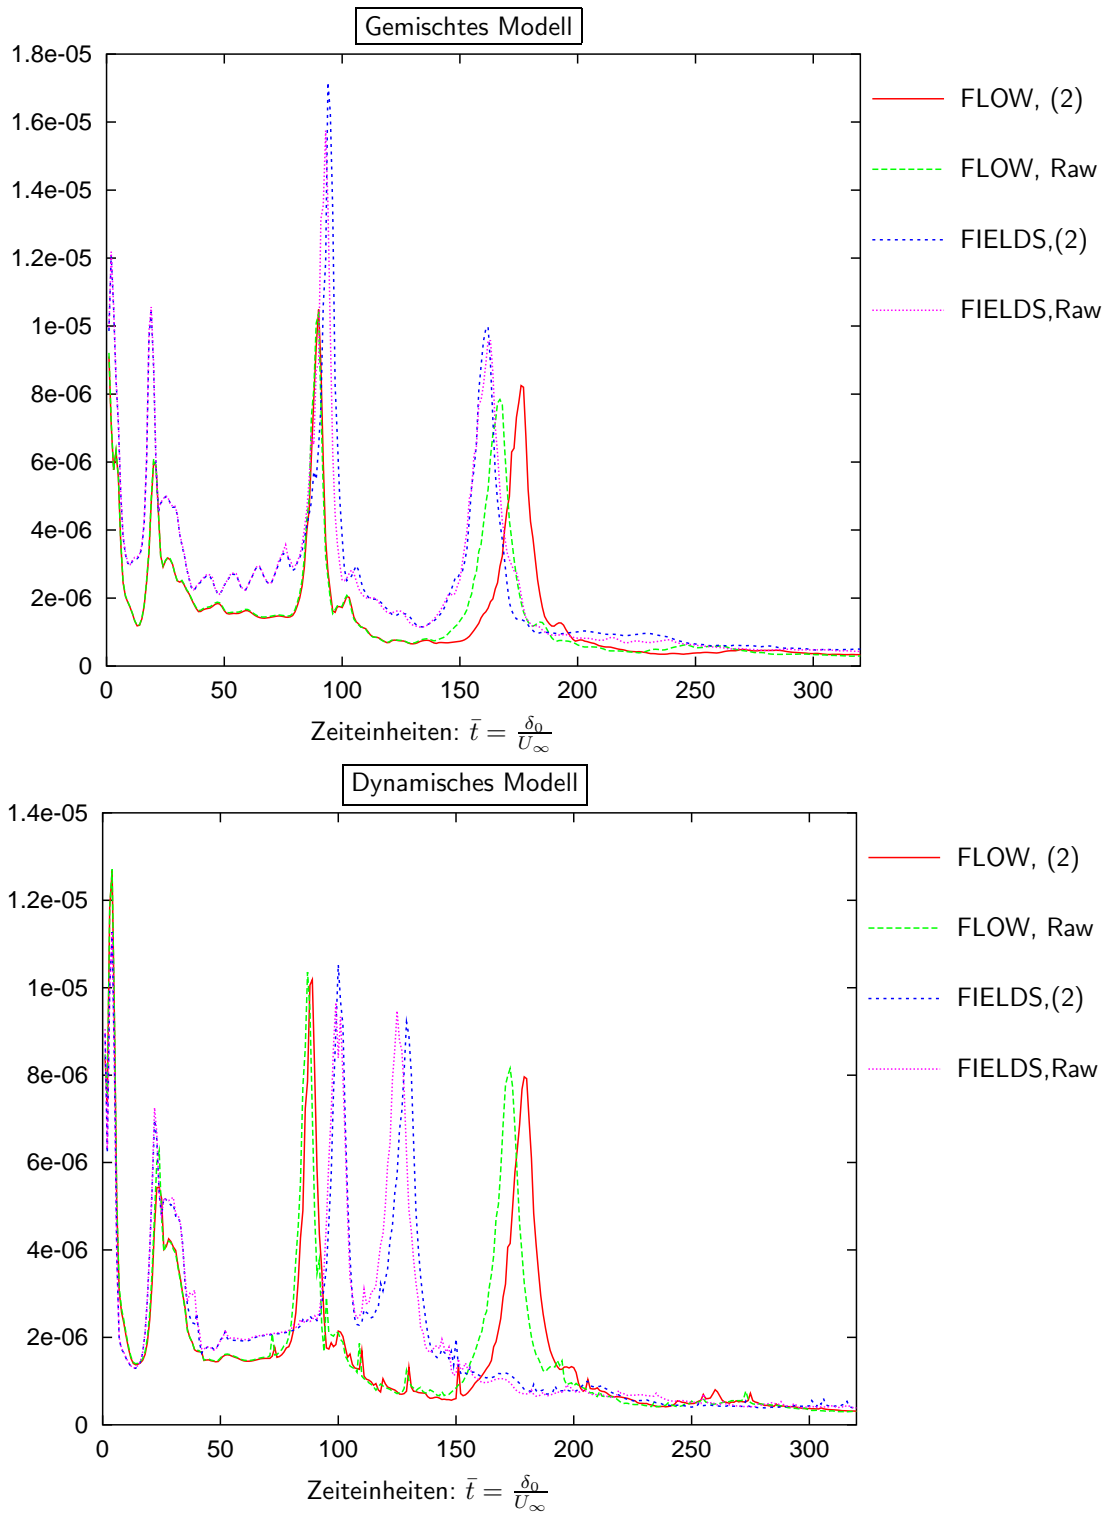 Gemischtes Modell
1.8e-05
1.6e-05
1.4e-05
1.2e-05
1e-05
8e-06
6e-06
4e-06
2e-06
0
0 50 100 150 200 250 300
Zeiteinheiten: t̄ = δ₀/U∞
FLOW, (2)
FLOW, Raw
FIELDS,(2)
FIELDS,Raw
Dynamisches Modell
1.4e-05
1.2e-05
1e-05
8e-06
6e-06
4e-06
2e-06
0
0 50 100 150 200 250 300
Zeiteinheiten: t̄ = δ₀/U∞
FLOW, (2)
FLOW, Raw
FIELDS,(2)
FIELDS,Raw